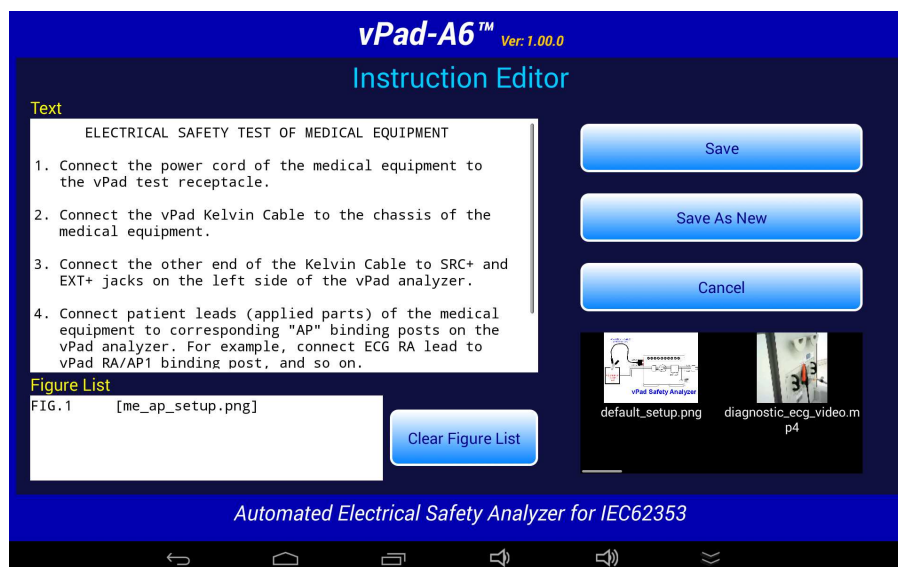 vPad-A6™ Ver: 1.00.0
Instruction Editor
Text
ELECTRICAL SAFETY TEST OF MEDICAL EQUIPMENT
1. Connect the power cord of the medical equipment to
the vPad test receptacle.
2. Connect the vPad Kelvin Cable to the chassis of the
medical equipment.
3. Connect the other end of the Kelvin Cable to SRC+ and
EXT+ jacks on the left side of the vPad analyzer.
4. Connect patient leads (applied parts) of the medical
equipment to corresponding "AP" binding posts on the
vPad analyzer. For example, connect ECG RA lead to
vPad RA/AP1 binding post, and so on.
Save
Save As New
Cancel
vPad Safety Analyzer
default_setup.png
diagnostic_ecg_video.m
p4
Figure List
FIG.1 [me_ap_setup.png]
Clear Figure List
Automated Electrical Safety Analyzer for IEC62353